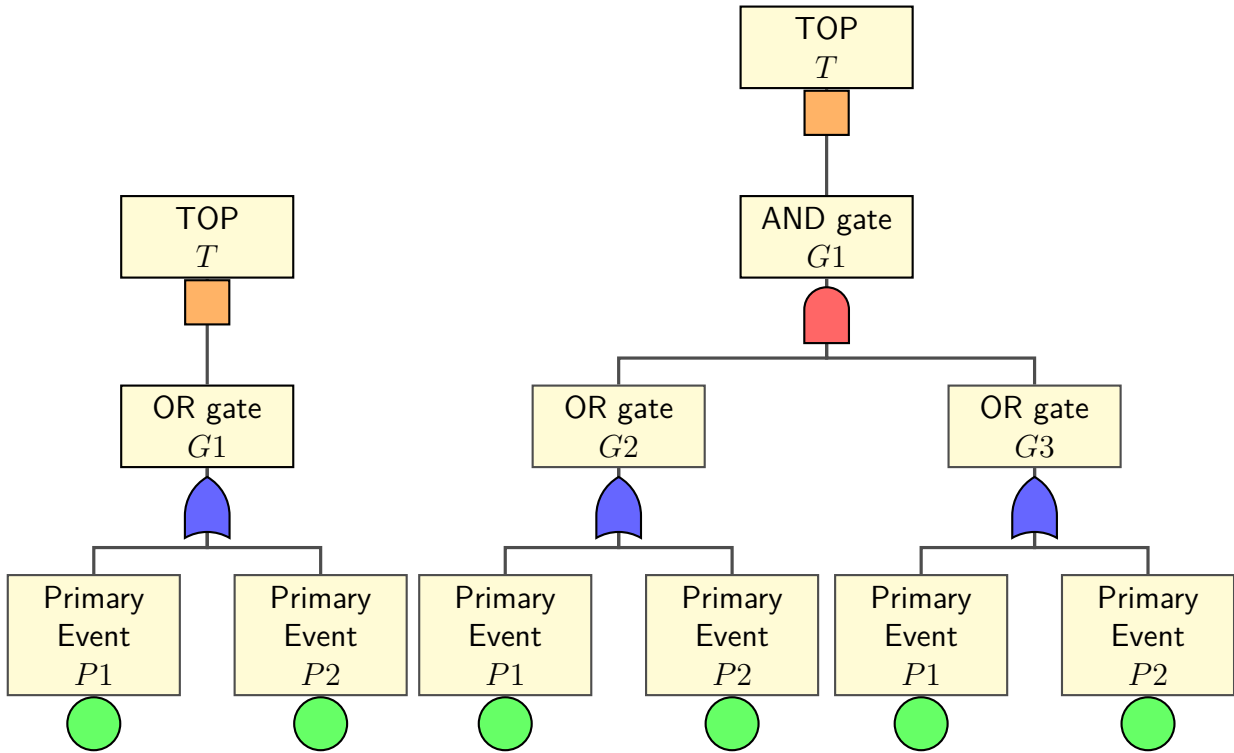 TOP
T
OR gate
G1
Primary
Event
P1
Primary
Event
P2
TOP
T
AND gate
G1
OR gate
G2
OR gate
G3
Primary
Event
P1
Primary
Event
P2
Primary
Event
P1
Primary
Event
P2